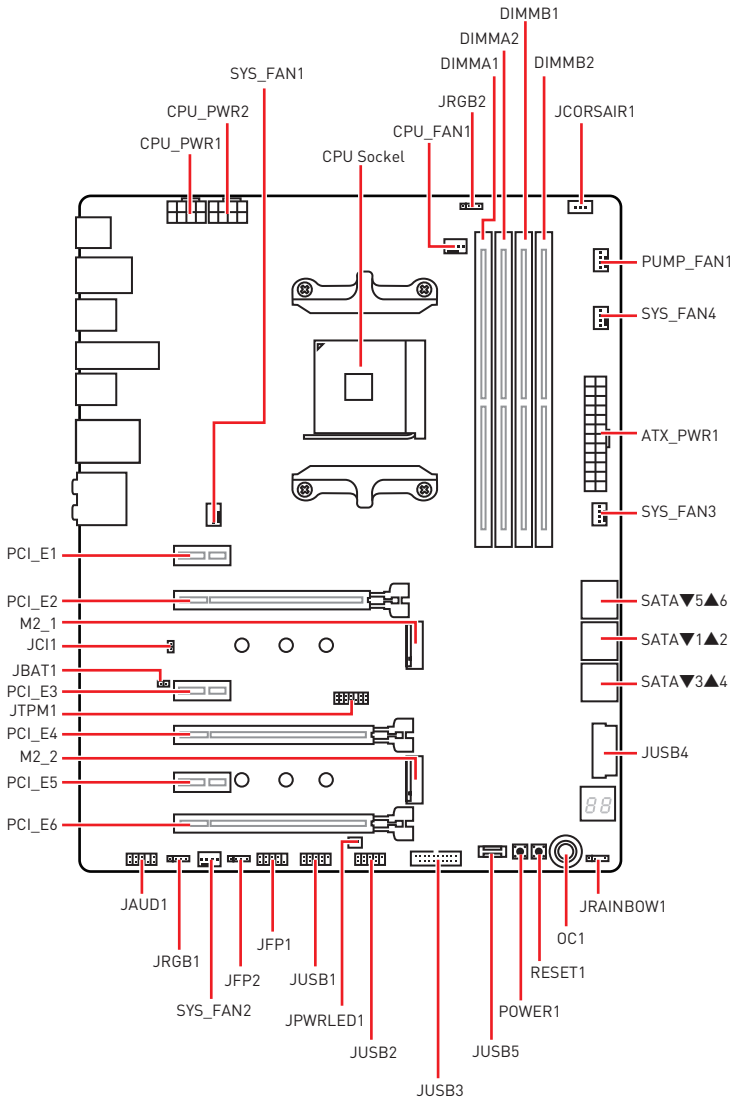 DIMMB1
DIMMA2
DIMMA1
DIMMB2
SYS_FAN1
JRGB2
JCORSAIR1
CPU_PWR2
CPU_FAN1
CPU_PWR1
CPU Sockel
PUMP_FAN1
SYS_FAN4
ATX_PWR1
SYS_FAN3
PCI_E1
PCI_E2
SATA▼5▲6
M2_1
JCI1
SATA▼1▲2
JBAT1
PCI_E3
SATA▼3▲4
JTPM1
PCI_E4
M2_2
JUSB4
PCI_E5
88
PCI_E6
JAUD1
JRAINBOW1
JRGB1
JFP1
OC1
JFP2
JUSB1
RESET1
SYS_FAN2
JPWRLED1
POWER1
JUSB2
JUSB5
JUSB3